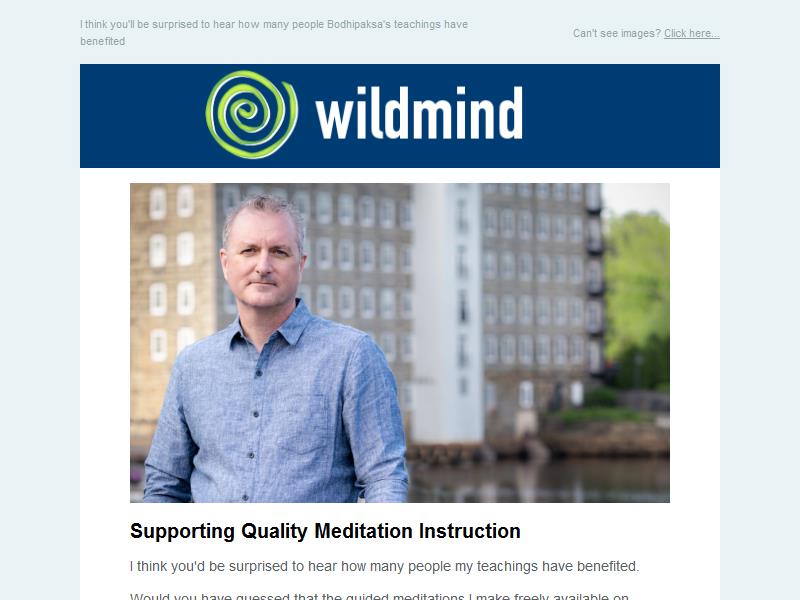 I think you'll be surprised to hear how many people Bodhipaksa's teachings have
benefited
Can't see images? Click here...
wildmind
Supporting Quality Meditation Instruction
I think you'd be surprised to hear how many people my teachings have benefited.
Would you have guessed that the guided meditations I make freely available on